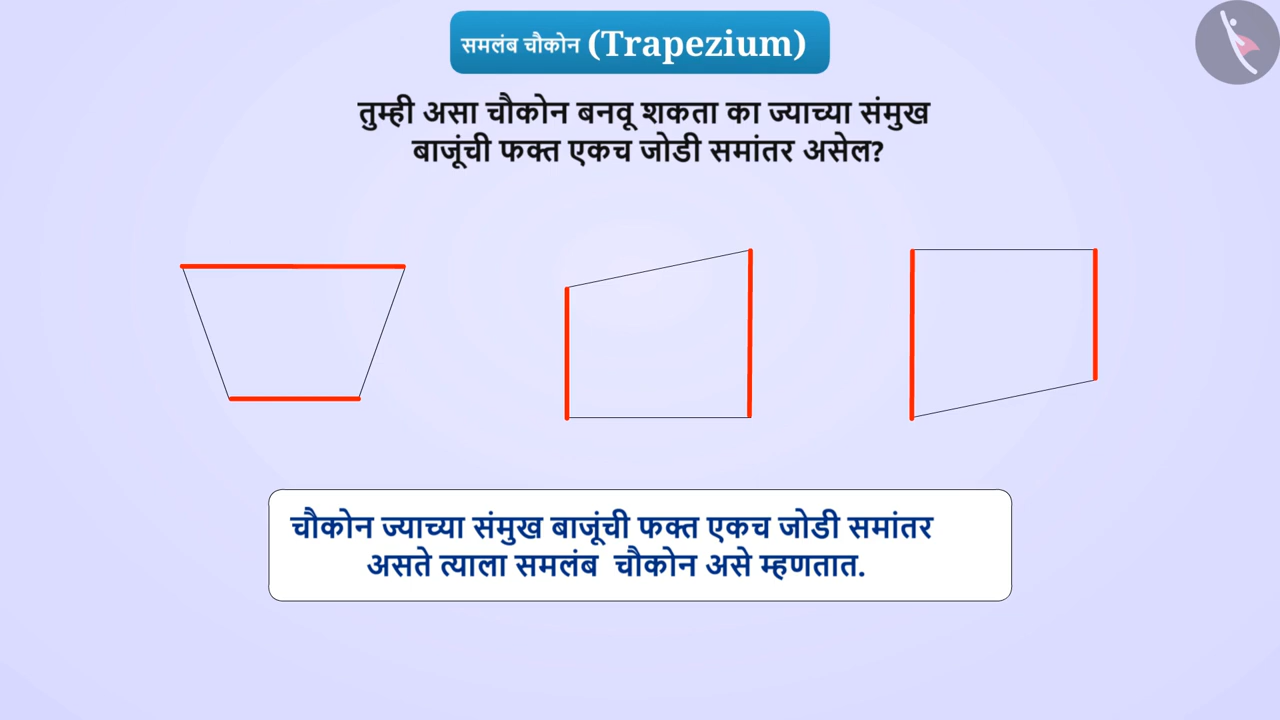 समलंब चौकोन (Trapezium)
तुम्ही असा चौकोन बनवू शकता का ज्याच्या संमुख
बाजूंची फक्त एकच जोडी समांतर असेल?
चौकोन ज्याच्या संमुख बाजूंची फक्त एकच जोडी समांतर
असते त्याला समलंब चौकोन असे म्हणतात.